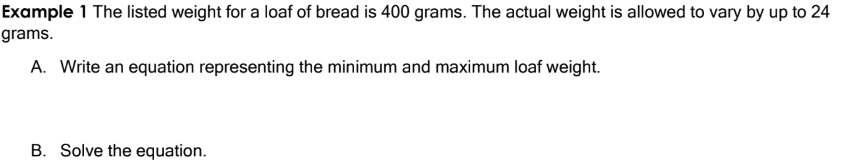 Example 1 The listed weight for a loaf of bread is 400 grams. The actual weight is allowed to vary by up to 24
grams.
A. Write an equation representing the minimum and maximum loaf weight.
B. Solve the equation.